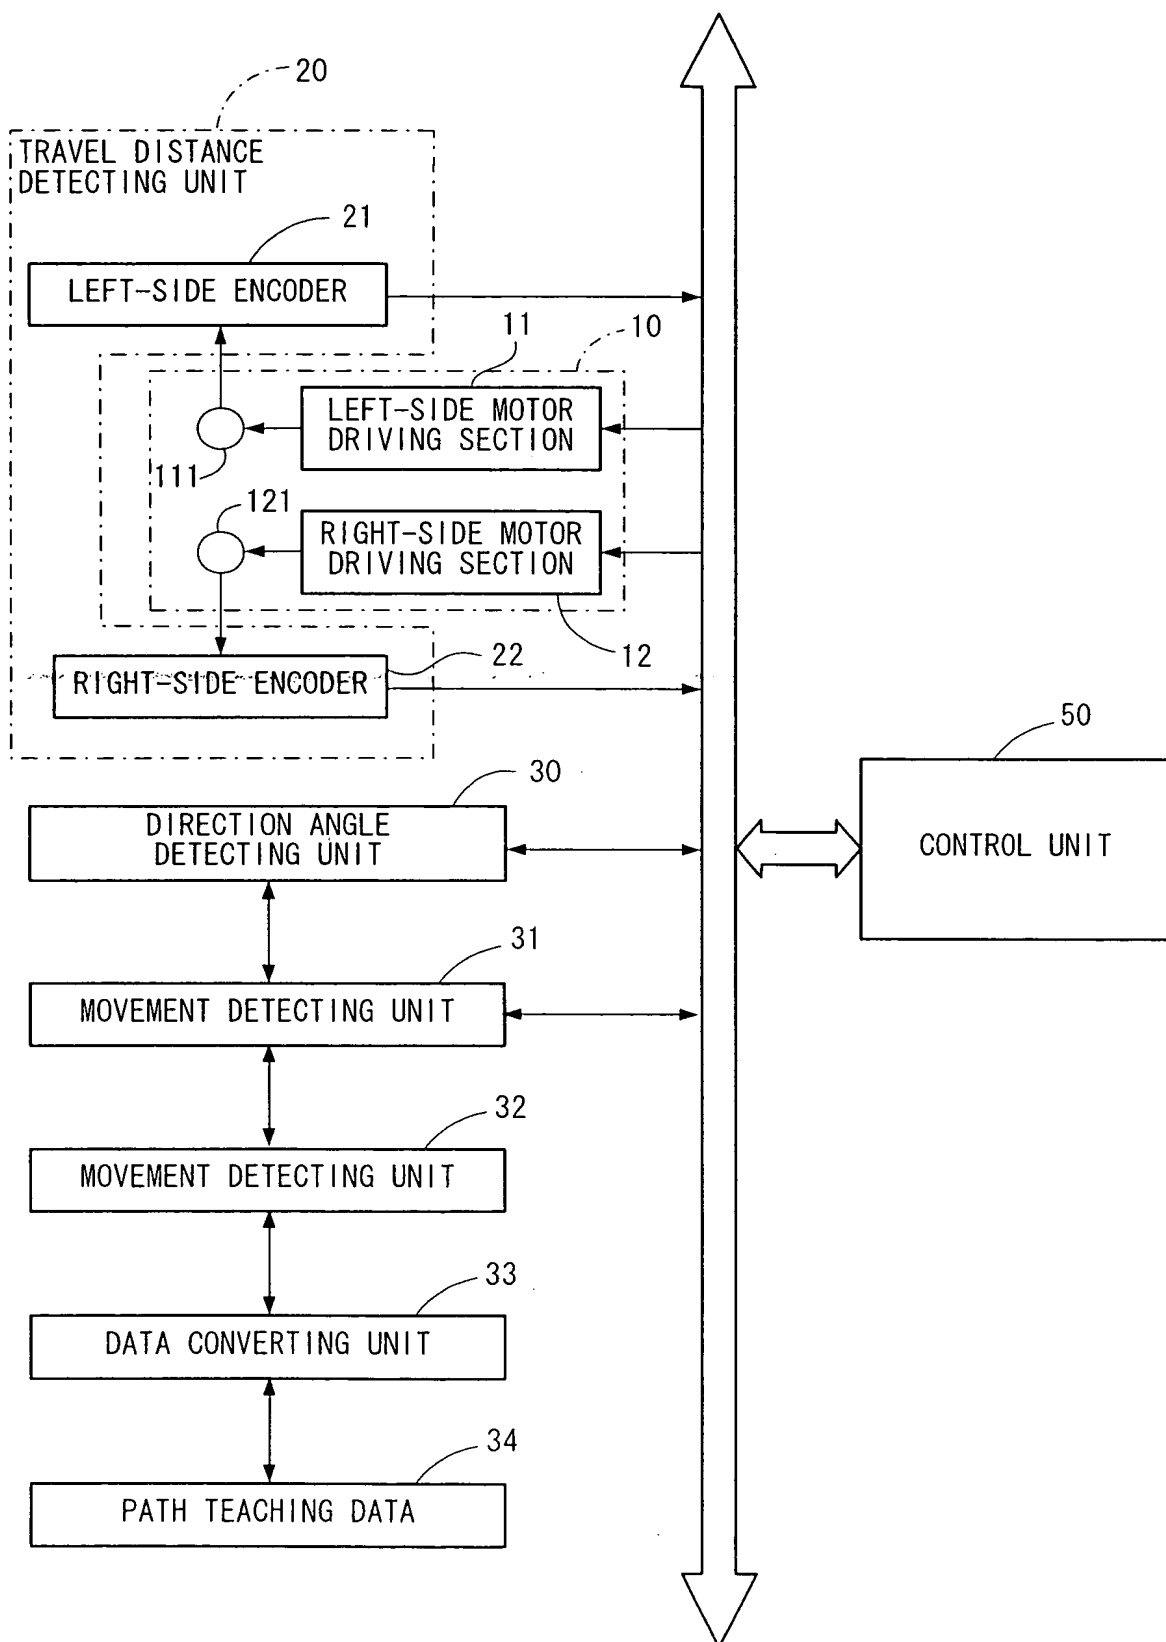 20
TRAVEL DISTANCE
DETECTING UNIT
21
LEFT-SIDE ENCODER
11
10
LEFT-SIDE MOTOR
DRIVING SECTION
111
121
RIGHT-SIDE MOTOR
DRIVING SECTION
12
22
RIGHT-SIDE ENCODER
50
CONTROL UNIT
30
DIRECTION ANGLE
DETECTING UNIT
31
MOVEMENT DETECTING UNIT
32
MOVEMENT DETECTING UNIT
33
DATA CONVERTING UNIT
34
PATH TEACHING DATA